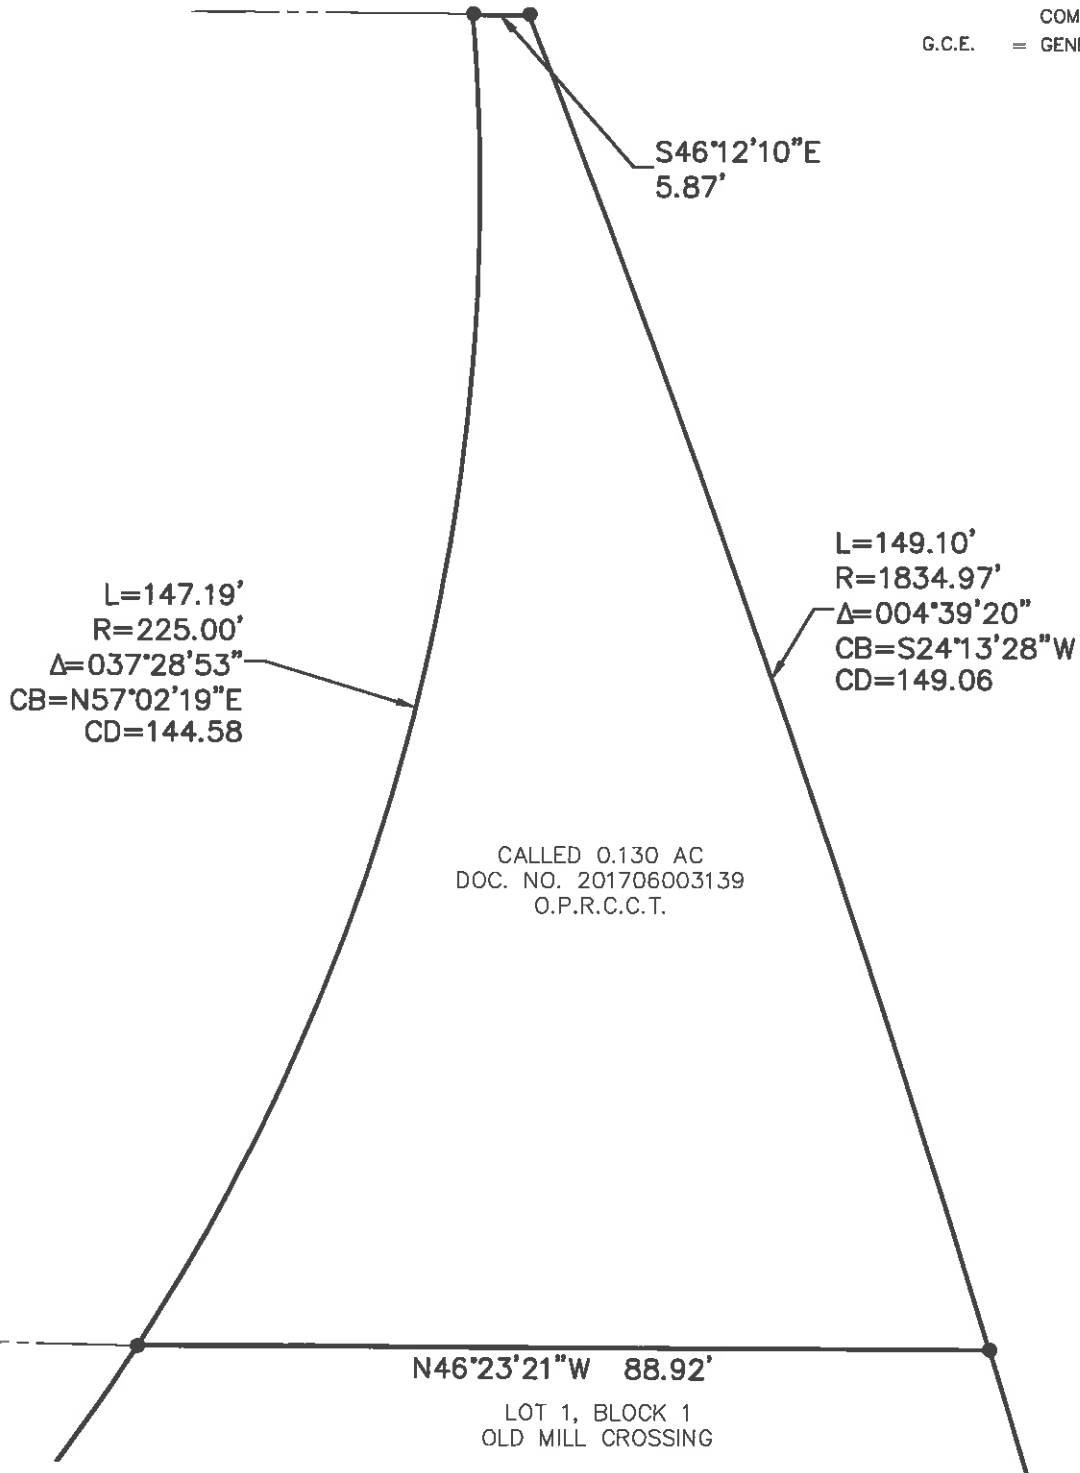 COM
G.C.E. = GEN
S46°12'10"E
5.87'
L=149.10'
R=1834.97'
Δ=004°39'20"
CB=S24°13'28"W
CD=149.06
L=147.19'
R=225.00'
Δ=037°28'53"
CB=N57°02'19"E
CD=144.58
CALLED 0.130 AC
DOC. NO. 201706003139
O.P.R.C.C.T.
N46°23'21"W 88.92'
LOT 1, BLOCK 1
OLD MILL CROSSING